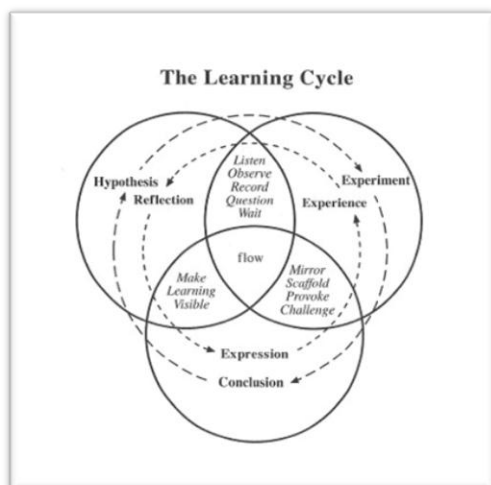 The Learning Cycle
Listen
Observe
Record
Question
Wait
Hypothesis
Reflection
Experiment
Experience
flow
Make
Learning
Visible
Mirror
Scaffold
Provoke
Challenge
Expression
Conclusion